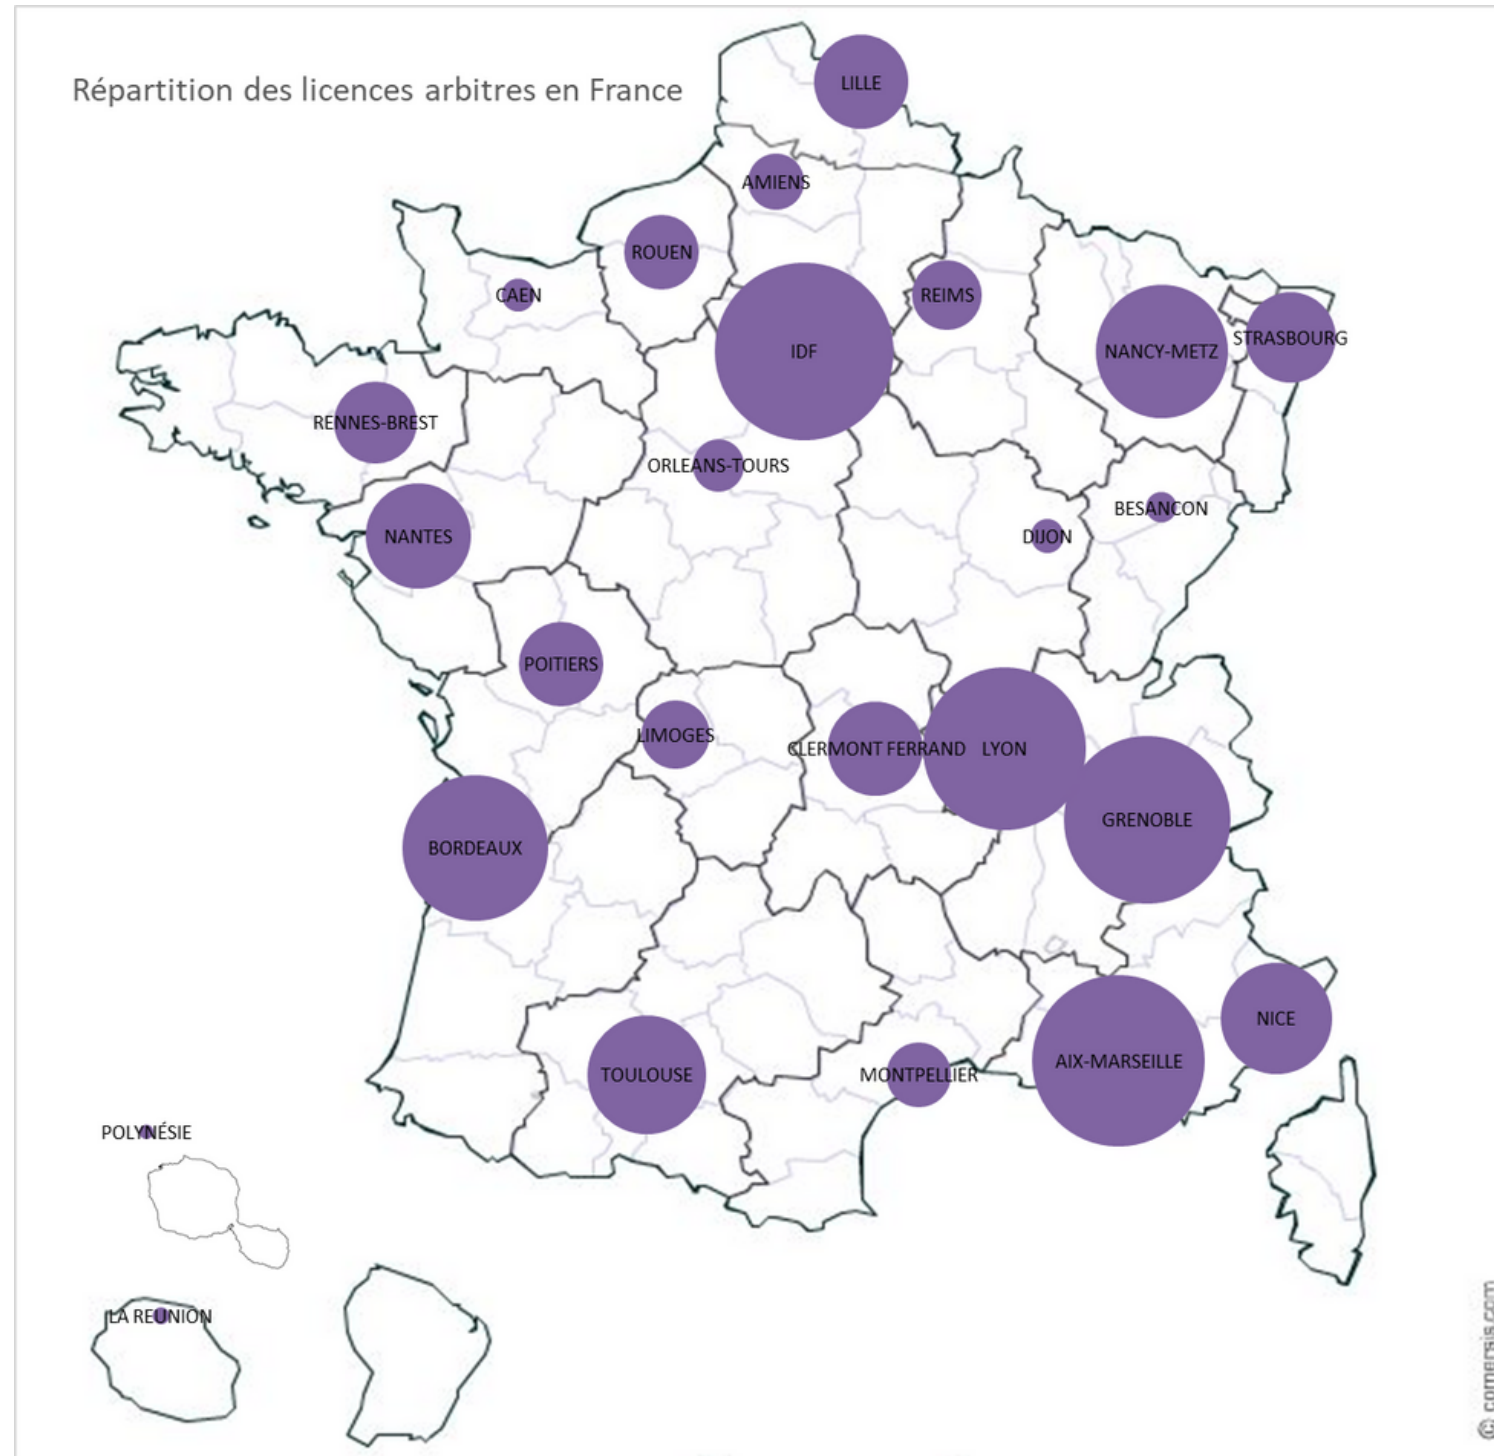 Répartition des licences arbitres en France
LILLE
AMIENS
ROUEN
CAEN
REIMS
IDF
NANCY-METZ
STRASBOURG
RENNES-BREST
ORLEANS-TOURS
BESANCON
NANTES
DIJON
POITIERS
LIMOGES
CLERMONT FERRAND
LYON
GRENOBLE
BORDEAUX
NICE
AIX-MARSEILLE
TOULOUSE
MONTPELLIER
POLYNÉSIE
LA REUNION
© comersis.com